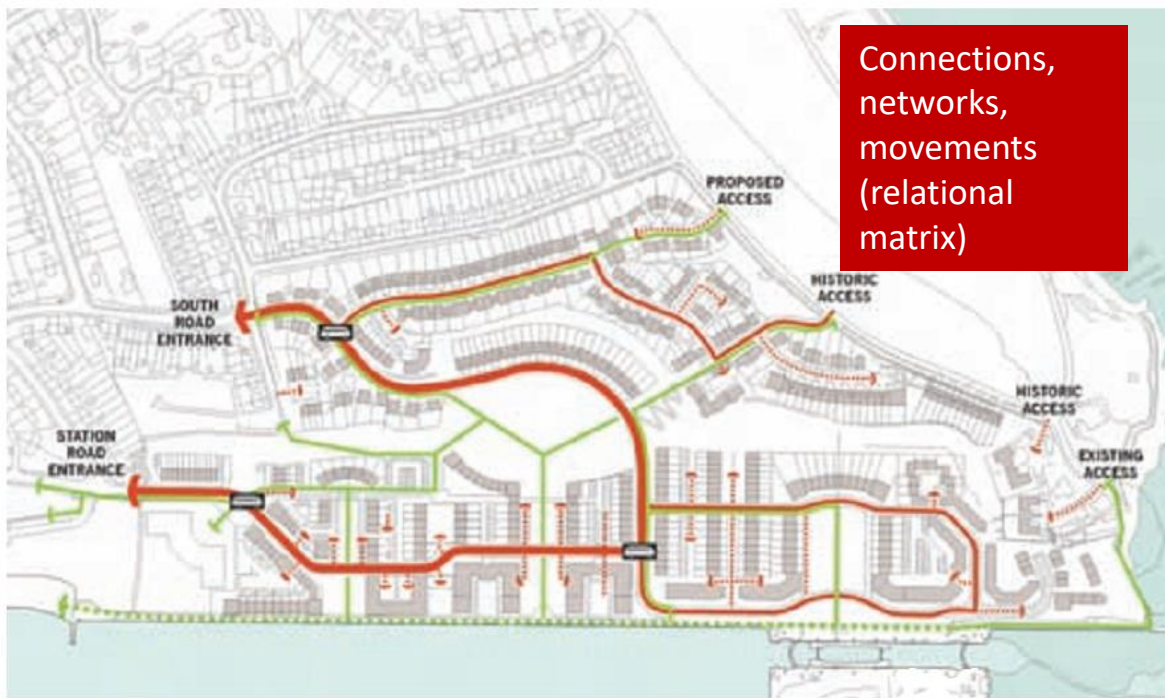 Connections,
networks,
movements
(relational
matrix)
PROPOSED
ACCESS
HISTORIC
ACCESS
SOUTH
ROAD
ENTRANCE
HISTORIC
ACCESS
STATION
ROAD
ENTRANCE
EXISTING
ACCESS